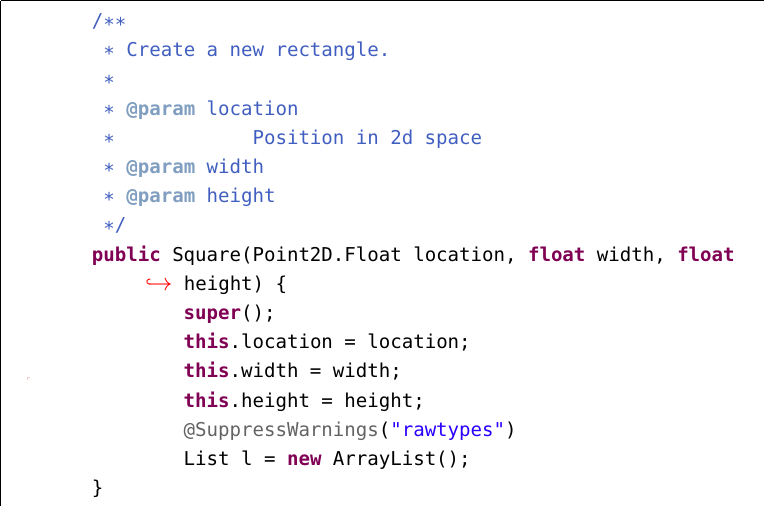 /**
 * Create a new rectangle.
 *
 * @param location
 *            Position in 2d space
 * @param width
 * @param height
 */
public Square(Point2D.Float location, float width, float
↪ height) {
        super();
        this.location = location;
        this.width = width;
        this.height = height;
        @SuppressWarnings("rawtypes")
        List l = new ArrayList();
}